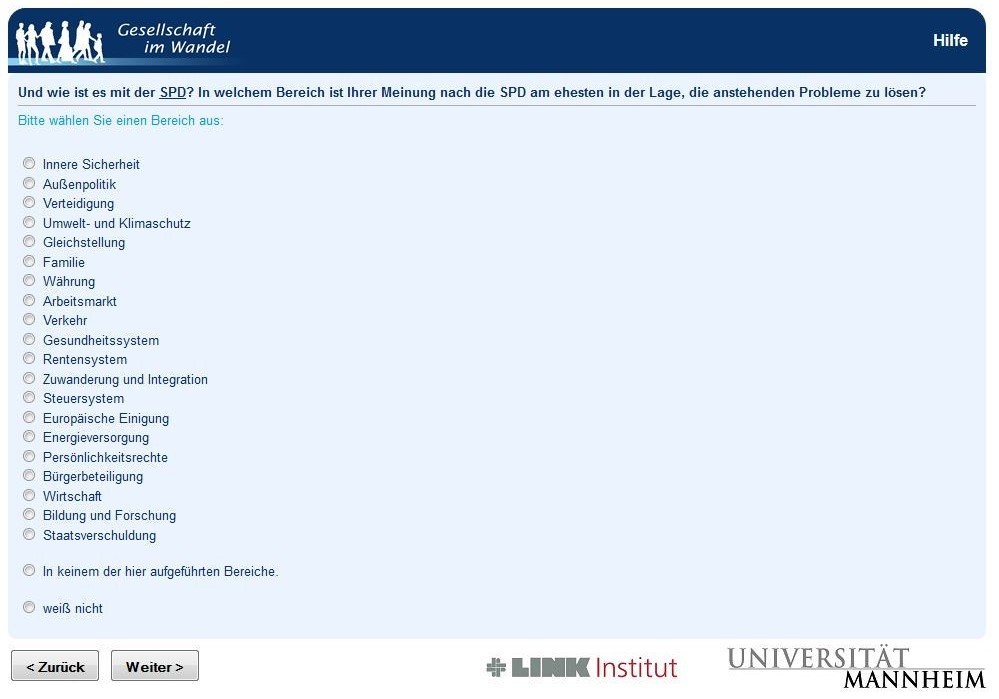 Gesellschaft
im Wandel
Hilfe
Und wie ist es mit der SPD? In welchem Bereich ist Ihrer Meinung nach die SPD am ehesten in der Lage, die anstehenden Probleme zu lösen?
Bitte wählen Sie einen Bereich aus:
Innere Sicherheit
Außenpolitik
Verteidigung
Umwelt- und Klimaschutz
Gleichstellung
Familie
Währung
Arbeitsmarkt
Verkehr
Gesundheitssystem
Rentensystem
Zuwanderung und Integration
Steuersystem
Europäische Einigung
Energieversorgung
Persönlichkeitsrechte
Bürgerbeteiligung
Wirtschaft
Bildung und Forschung
Staatsverschuldung
In keinem der hier aufgeführten Bereiche.
weiß nicht
< Zurück
Weiter >
LINK Institut
UNIVERSITÄT
MANNHEIM